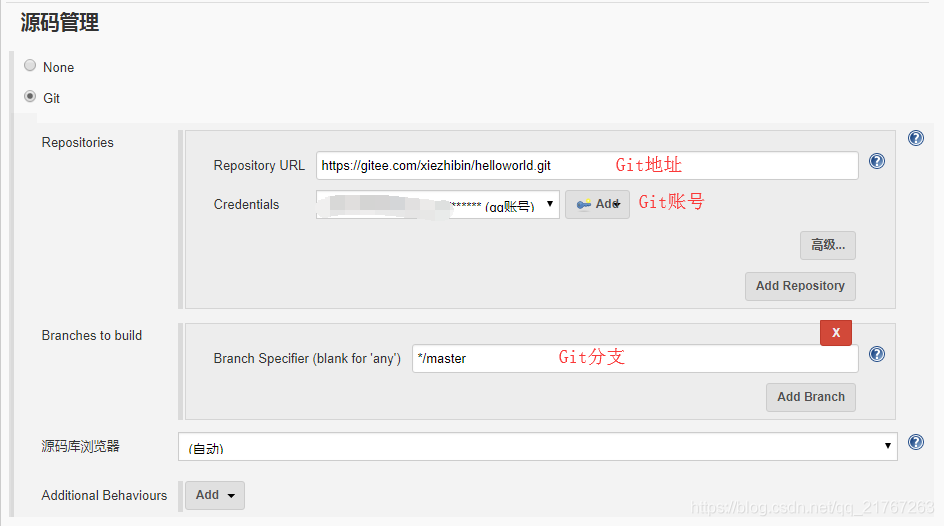 源码管理
None
Git
Repositories
Repository URL https://gitee.com/xiezhibin/helloworld.git Git地址
Credentials /****** (qq账号) Add Git账号
高级...
Add Repository
Branches to build
X
Branch Specifier (blank for 'any') */master Git分支
Add Branch
源码库浏览器 (自动)
Additional Behaviours Add
https://blog.csdn.net/qq_21767263